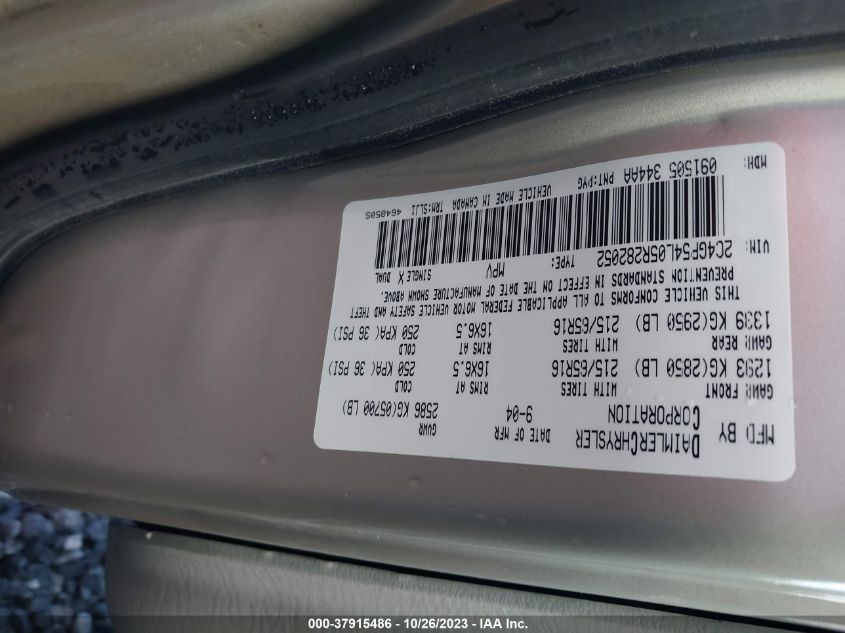 MFD BY DAIMLERCHRYSLER CORPORATION
DATE OF MFR 9-04
GVWR 2586 KG(05700 LB)
GAWR FRONT WITH TIRES RIMS AT COLD
1293 KG(2850 LB) 215/65R16 16X6.5 250 KPA(36 PSI)
GAWR REAR WITH TIRES RIMS AT COLD
1339 KG(2950 LB) 215/65R16 16X6.5 250 KPA(36 PSI)
THIS VEHICLE CONFORMS TO ALL APPLICABLE FEDERAL MOTOR VEHICLE SAFETY AND THEFT
PREVENTION STANDARDS IN EFFECT ON THE DATE OF MANUFACTURE SHOWN ABOVE.
VIN: 2C4GP54L05R282052 TYPE: MPV SINGLE X DUAL
MDH: 091505 344AA PNT:PYG VEHICLE MADE IN CANADA TRM:SLJ1 4648505
000-37915486 - 10/26/2023 - IAA Inc.